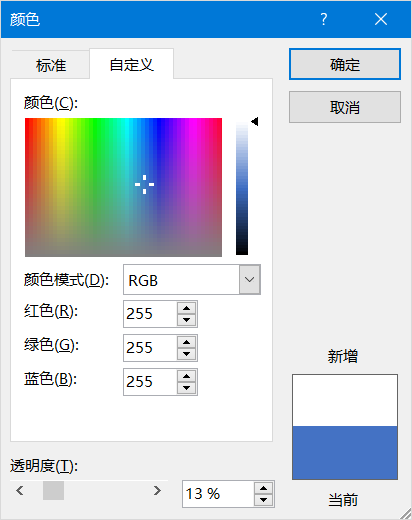 颜色 ?
标准 自定义
确定
取消
颜色(C):
颜色模式(D): RGB
红色(R): 255
绿色(G): 255
蓝色(B): 255
新增
当前
透明度(T):
13 %